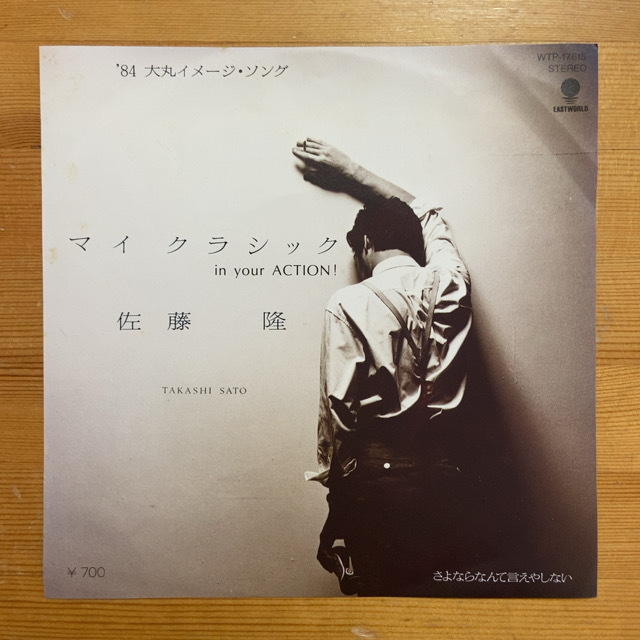 '84 大丸イメージ・ソング
WTP-17615
STEREO
EASTWORLD
マイ クラシック
in your ACTION!
佐藤 隆
TAKASHI SATO
¥700
さよならなんて言えやしない